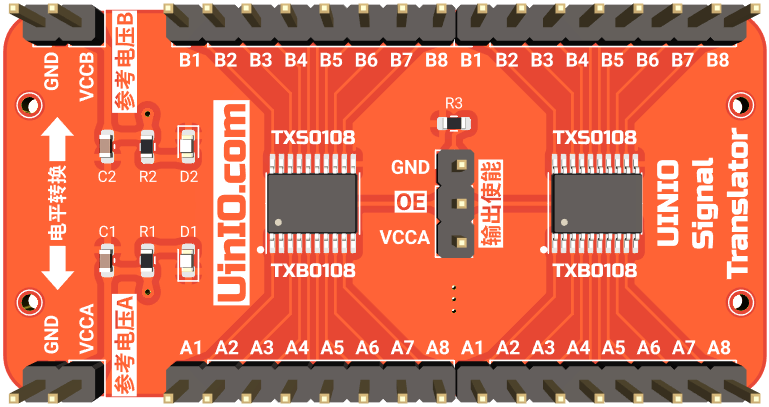 GND
VCCB
参考电压B
B1 B2 B3 B4 B5 B6 B7 B8 B1 B2 B3 B4 B5 B6 B7 B8
电平转换
C2 R2 D2
C1 R1 D1
UinIO.com
TXS0108
TXB0108
R3
GND
OE
VCCA
输出使能
TXS0108
TXB0108
UINIO
Signal
Translator
GND
VCCA
参考电压A
A1 A2 A3 A4 A5 A6 A7 A8 A1 A2 A3 A4 A5 A6 A7 A8